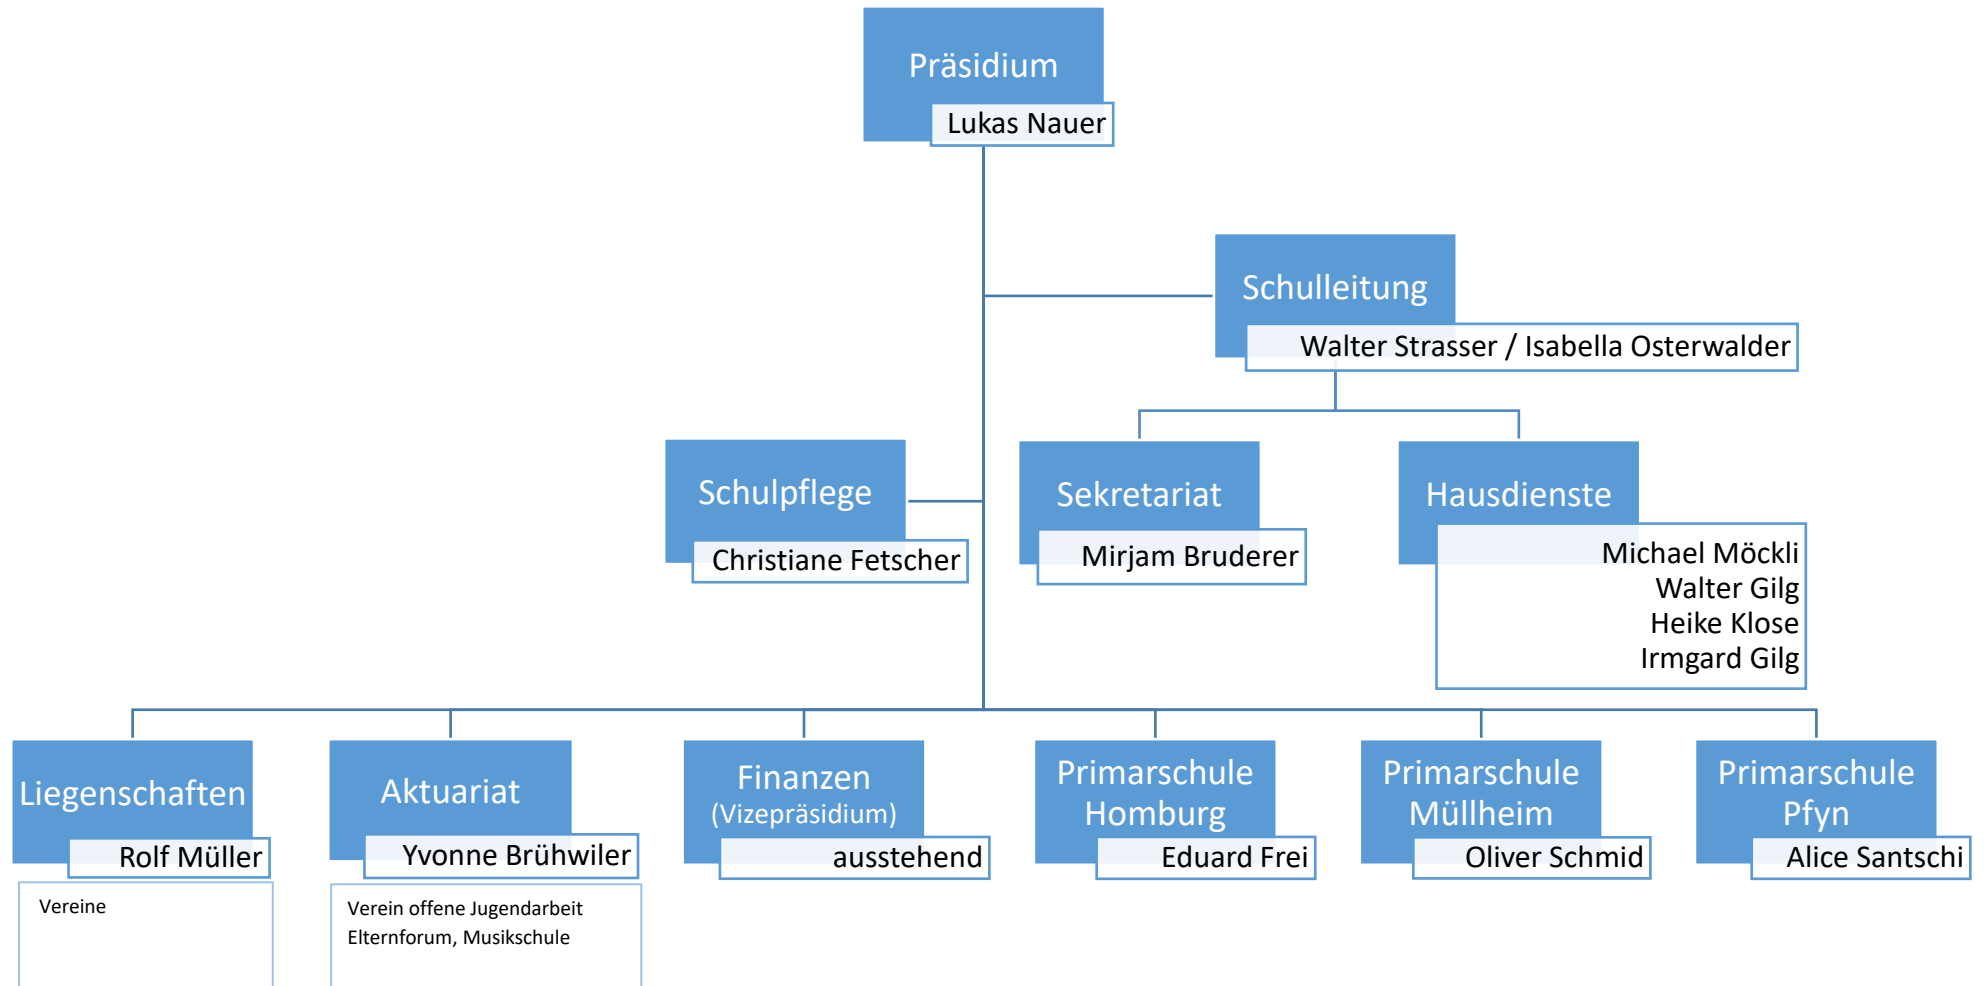 Präsidium
Lukas Nauer
Schulleitung
Walter Strasser / Isabella Osterwalder
Schulpflege
Christiane Fetscher
Sekretariat
Mirjam Bruderer
Hausdienste
Michael Möckli
Walter Gilg
Heike Klose
Irmgard Gilg
Liegenschaften
Rolf Müller
Vereine
Aktuariat
Yvonne Brühwiler
Verein offene Jugendarbeit
Elternforum, Musikschule
Finanzen
(Vizepräsidium)
ausstehend
Primarschule
Homburg
Eduard Frei
Primarschule
Müllheim
Oliver Schmid
Primarschule
Pfyn
Alice Santschi